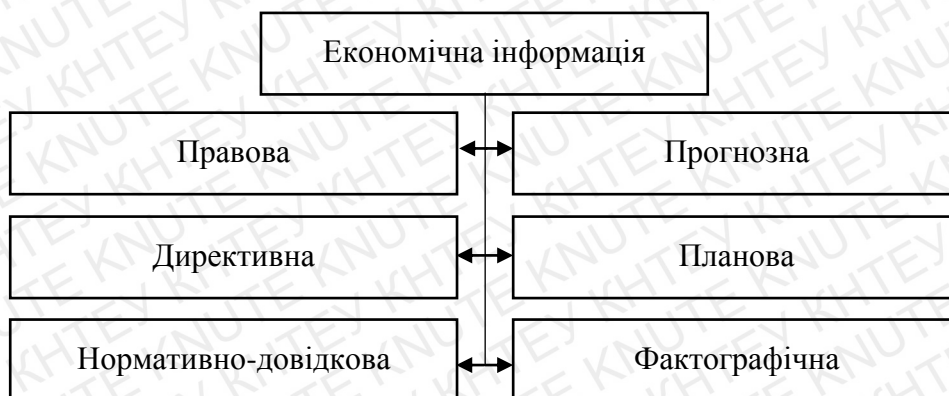 Економічна інформація
Правова
Прогнозна
Директивна
Планова
Нормативно-довідкова
Фактографічна